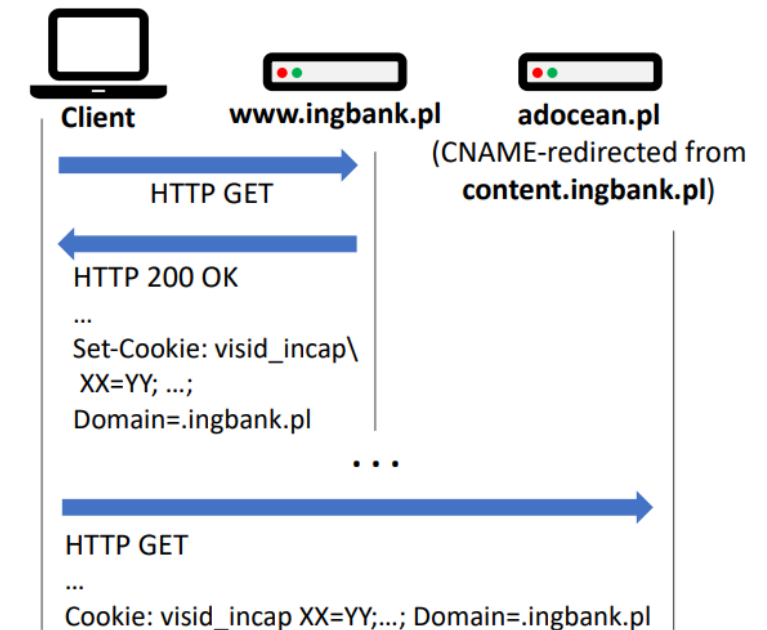 Client
www.ingbank.pl
adocean.pl
(CNAME-redirected from
content.ingbank.pl)
HTTP GET
HTTP 200 OK
...
Set-Cookie: visid_incap\
XX=YY; ...;
Domain=.ingbank.pl
...
HTTP GET
...
Cookie: visid_incap XX=YY;...; Domain=.ingbank.pl